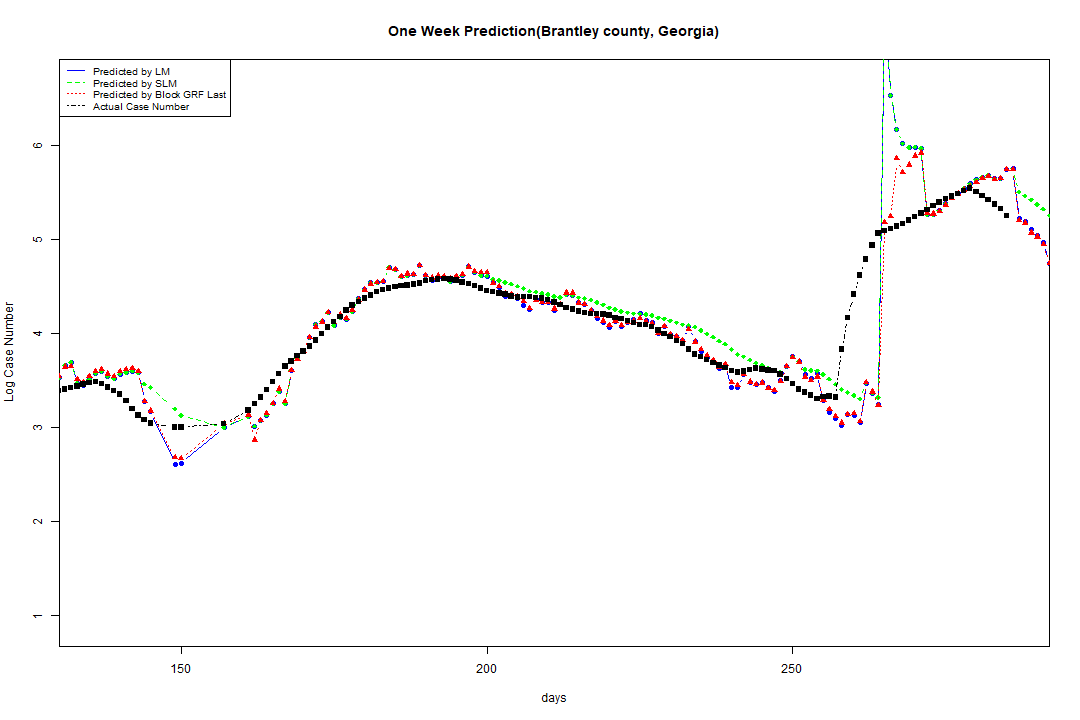 One Week Prediction(Brantley county, Georgia)
Predicted by LM
Predicted by SLM
Predicted by Block GRF Last
Actual Case Number
Log Case Number
6
5
4
3
2
1
150
200
250
days